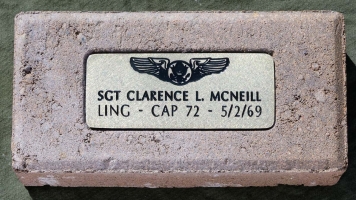 SGT CLARENCE L. MCNEILL
LING - CAP 72 - 5/2/69